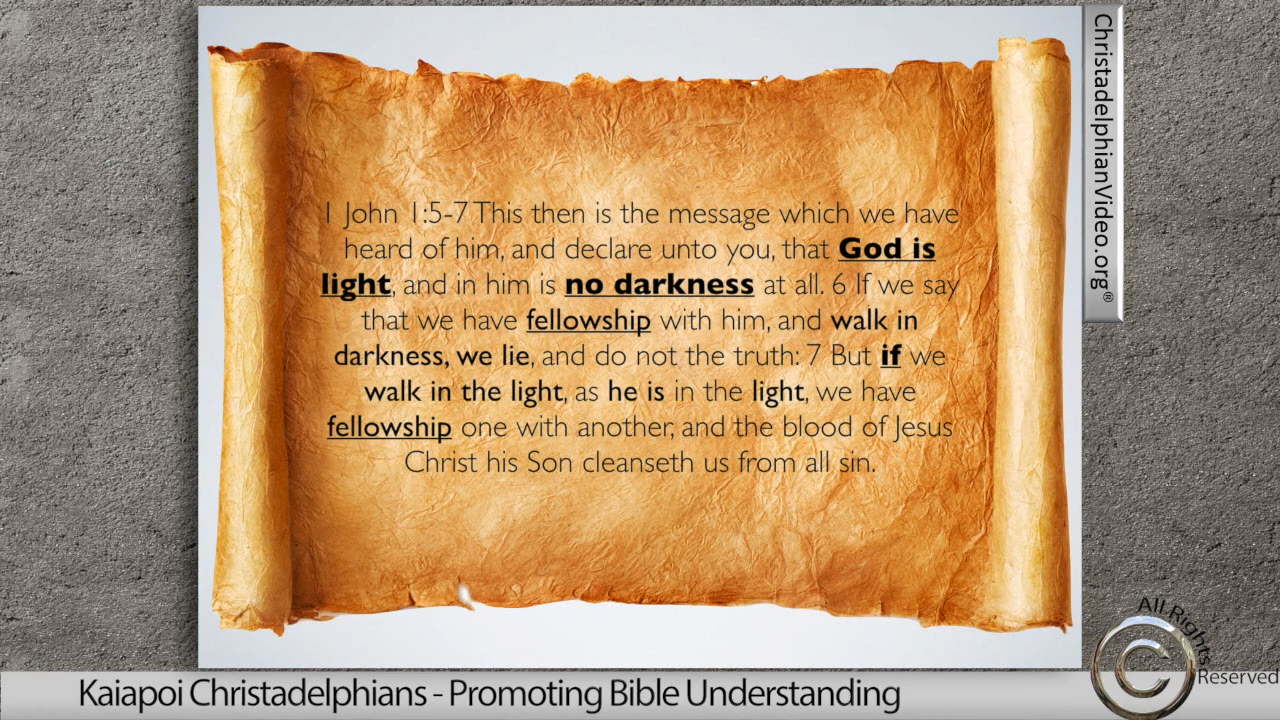 1 John 1:5-7 This then is the message which we have
heard of him, and declare unto you, that God is
light, and in him is no darkness at all. 6 If we say
that we have fellowship with him, and walk in
darkness, we lie, and do not the truth: 7 But if we
walk in the light, as he is in the light, we have
fellowship one with another, and the blood of Jesus
Christ his Son cleanseth us from all sin.
ChristadelphianVideo.org®
All Rights
©
Reserved
Kaiapoi Christadelphians - Promoting Bible Understanding